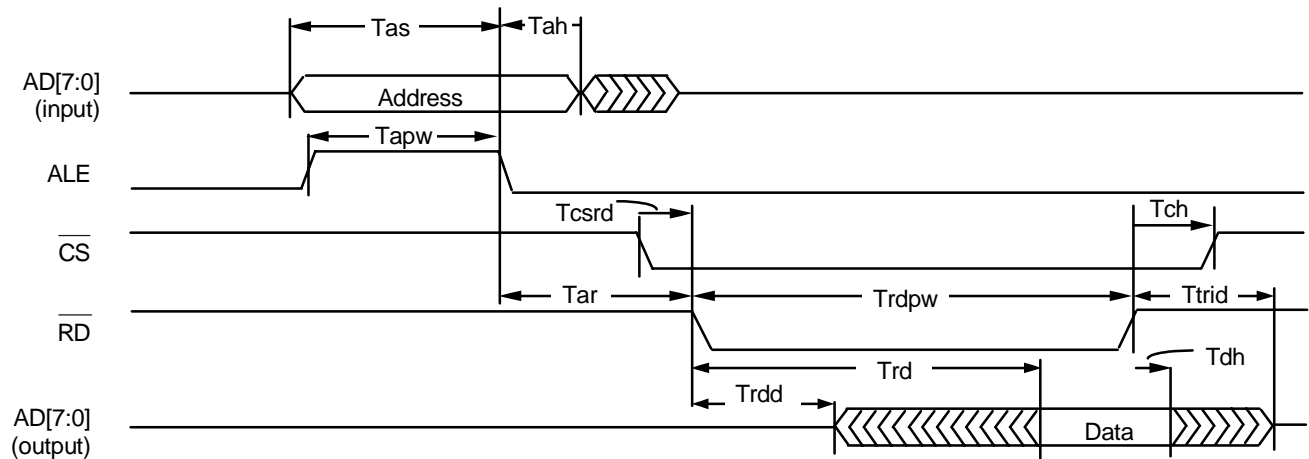 Tas Tah
AD[7:0]
(input)
Address
Tapw
ALE
Tcsrd Tch
CS
Tar Trdpw Ttrid
RD
Trd Tdh
Trdd
AD[7:0]
(output)
Data